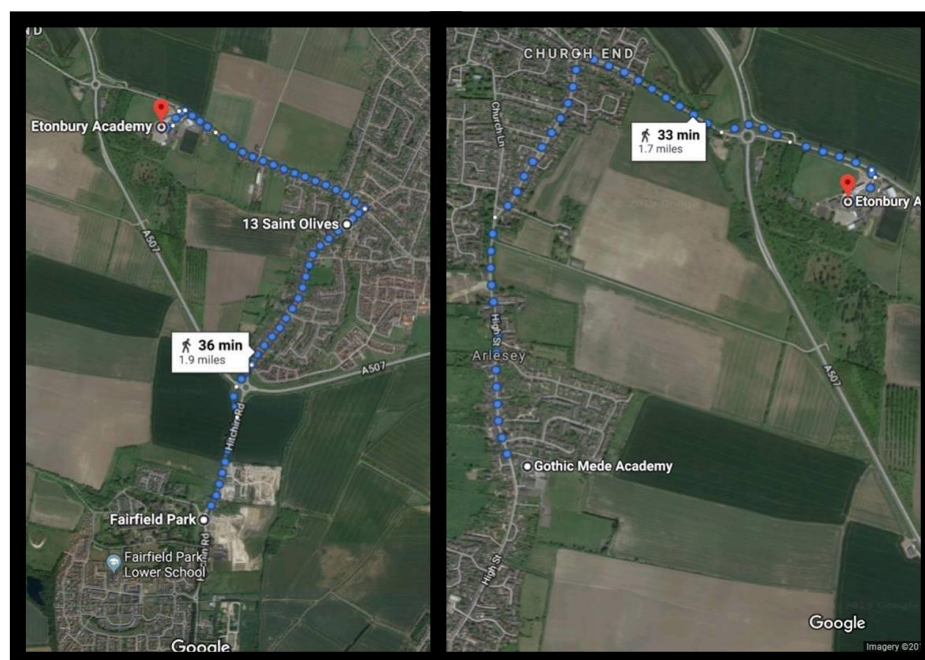 Etonbury Academy
13 Saint Olives
A507
36 min
1.9 miles
A507
Hitchin Rd
Fairfield Park
Fairfield Park
Lower School
Google
CHURCH END
Church Ln
33 min
1.7 miles
Etonbury A
High St
Arlesey
A507
Gothic Mede Academy
High St
Google
Imagery ©20